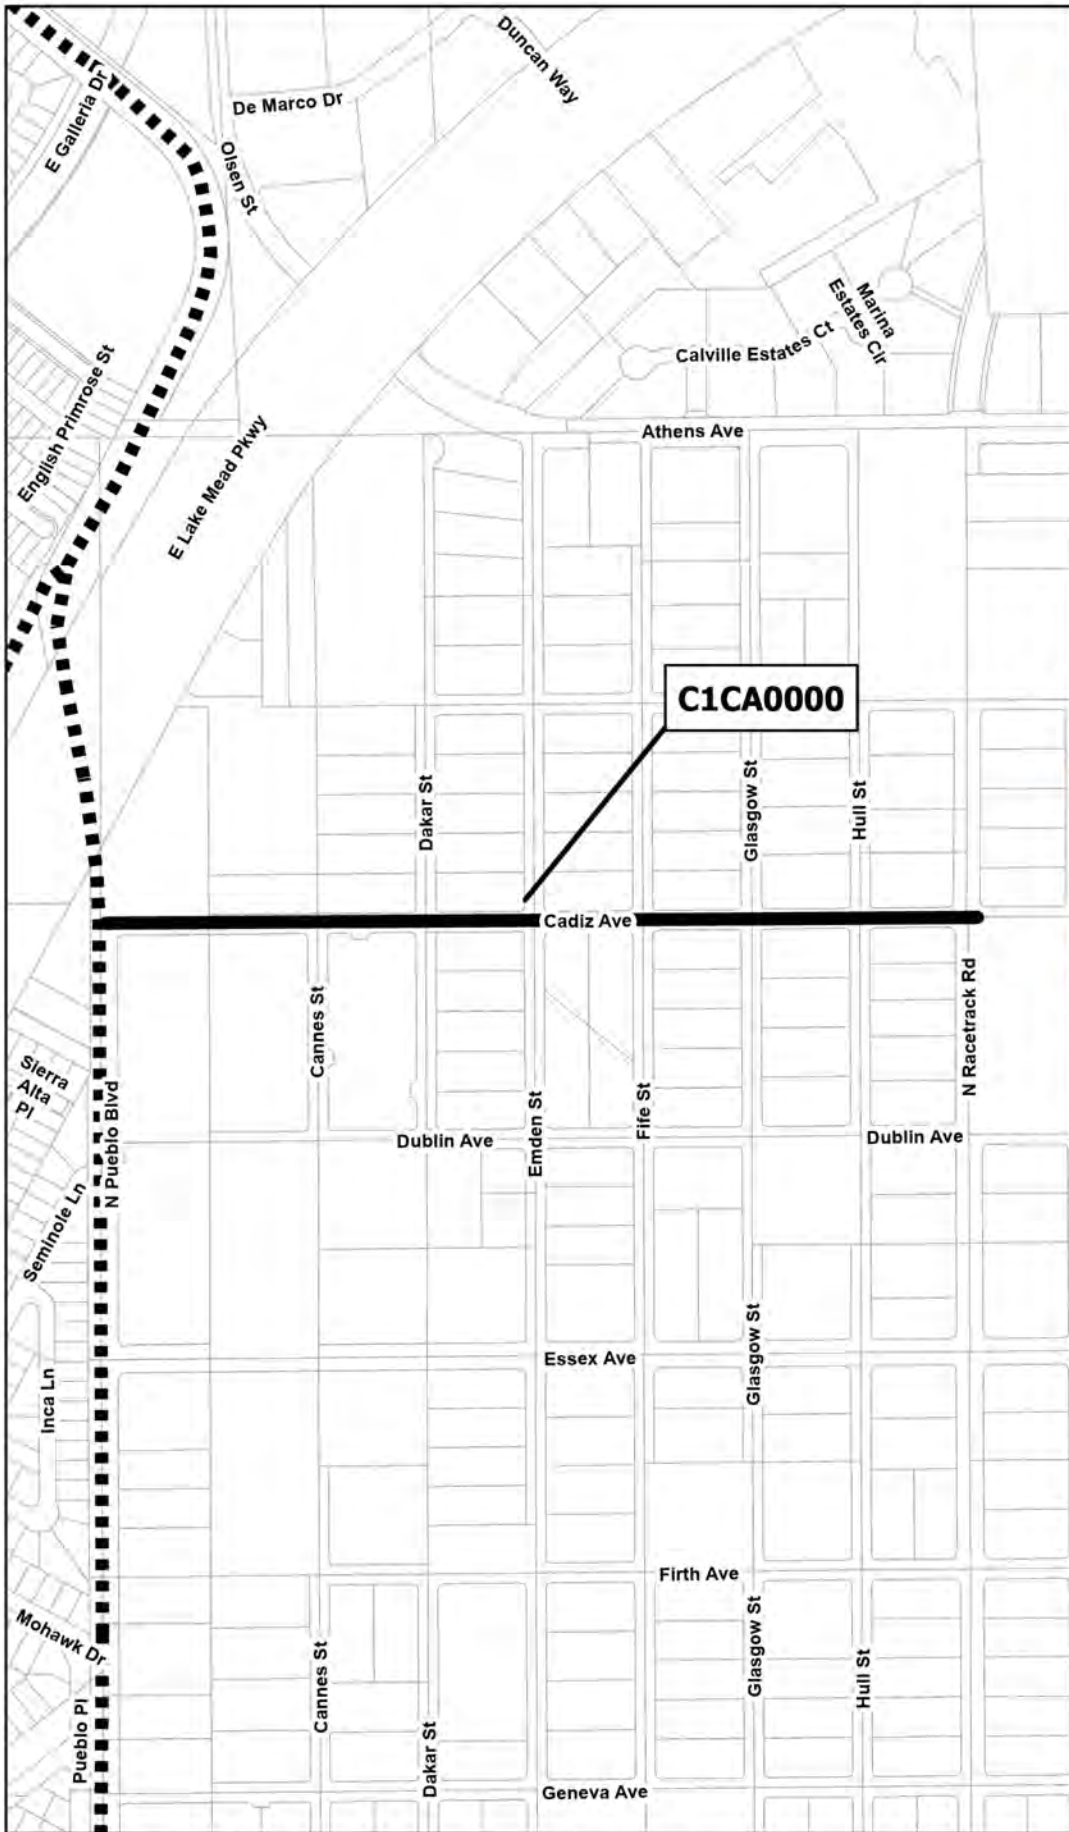 Duncan Way
De Marco Dr
E Galleria Dr
Olsen St
Marina
Estates Cir
Calville Estates Ct
English Primrose St
Athens Ave
E Lake Mead Pkwy
C1CA0000
Dakar St
Glasgow St
Hull St
Cadiz Ave
Cannes St
N Racetrack Rd
Sierra
Alta
Pl
N Pueblo Blvd
Emden St
Fife St
Dublin Ave
Dublin Ave
Seminole Ln
Glasgow St
Essex Ave
Inca Ln
Firth Ave
Mohawk Dr
Cannes St
Glasgow St
Hull St
Pueblo Pl
Dakar St
Geneva Ave